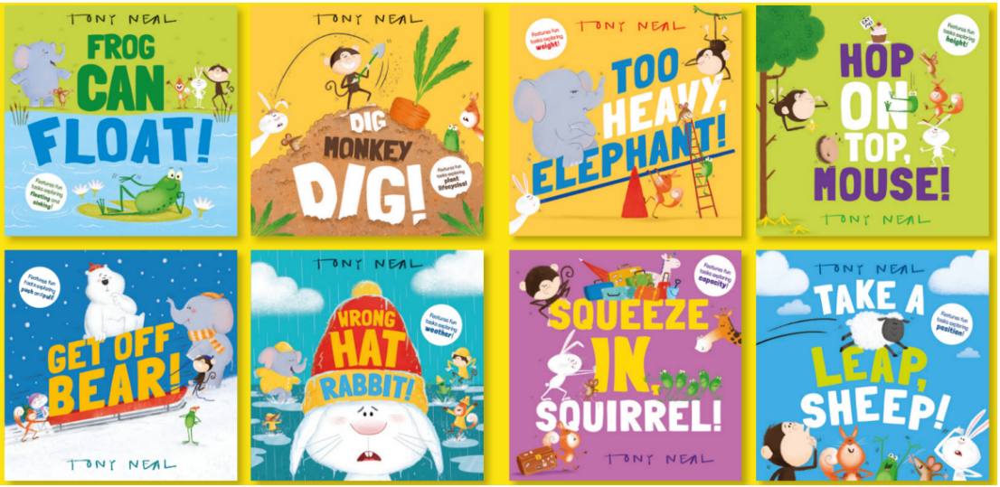 TONY NEAL
FROG
CAN
FLOAT!
Features fun
tasks exploring
floating and
sinking!
TONY NEAL
DIG
MONKEY
DIG!
Features fun
tasks exploring
plant
lifecycles!
Features fun
tasks exploring
weight!
TONY NEAL
TOO
HEAVY,
ELEPHANT!
EAT
ME!
Features fun
tasks exploring
height!
HOP
ON
TOP,
MOUSE!
TONY NEAL
Features fun
tasks exploring
push and pull!
GET OFF
BEAR!
TONY NEAL
TONY NEAL
Features fun
tasks exploring
weather!
WRONG
HAT
RABBIT!
Features fun
tasks exploring
capacity!
SQUEEZE
IN,
SQUIRREL!
TONY NEAL
TONY NEAL
TAKE A
Features fun
tasks exploring
position!
LEAP,
SHEEP!